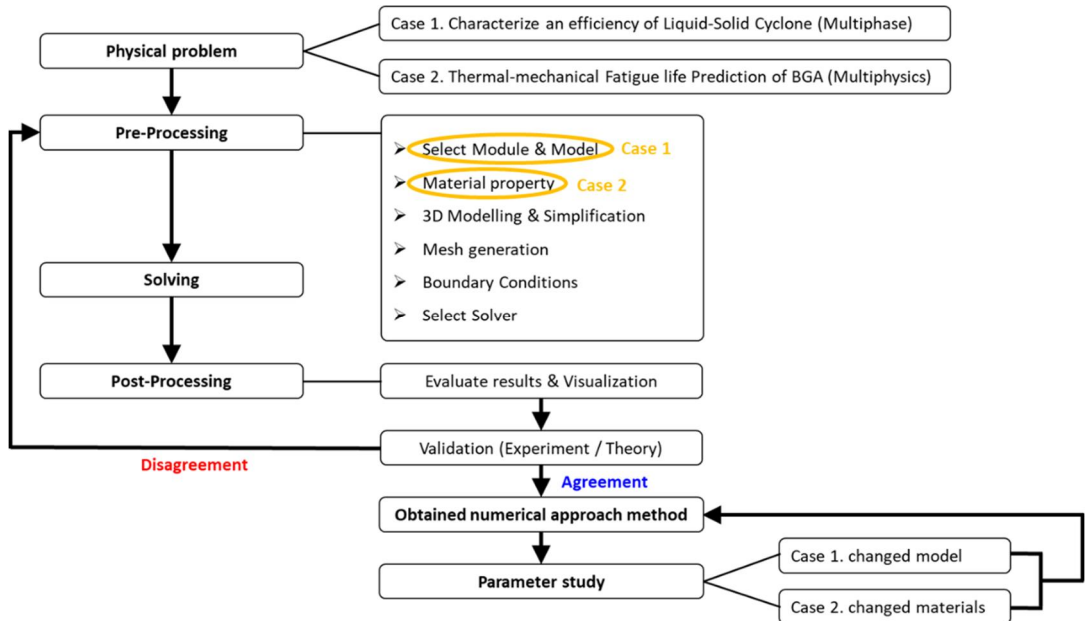 Physical problem
Case 1. Characterize an efficiency of Liquid-Solid Cyclone (Multiphase)
Case 2. Thermal-mechanical Fatigue life Prediction of BGA (Multiphysics)
Pre-Processing
➢ Select Module & Model Case 1
➢ Material property Case 2
➢ 3D Modelling & Simplification
➢ Mesh generation
➢ Boundary Conditions
➢ Select Solver
Solving
Post-Processing
Evaluate results & Visualization
Validation (Experiment / Theory)
Disagreement
Agreement
Obtained numerical approach method
Parameter study
Case 1. changed model
Case 2. changed materials